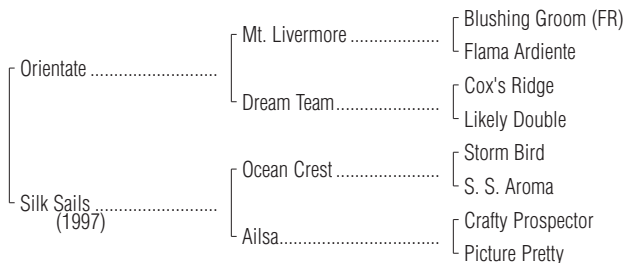 Blushing Groom (FR)
Mt. Livermore ....................
Flama Ardiente
Orientate ............................
Cox's Ridge
Dream Team.......................
Likely Double
Storm Bird
Ocean Crest .......................
S. S. Aroma
Silk Sails ...........................
(1997)
Crafty Prospector
Ailsa...................................
Picture Pretty